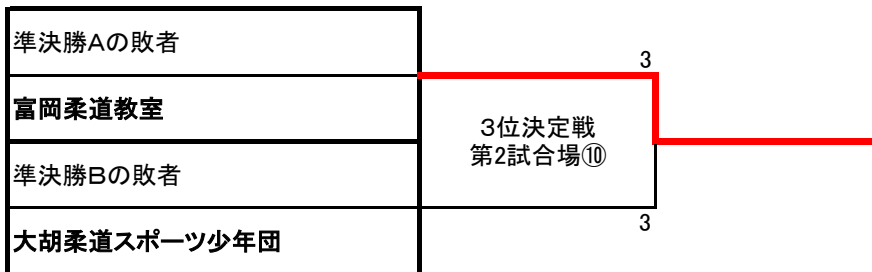 準決勝Aの敗者
3
富岡柔道教室
3位決定戦
第2試合場⑩
準決勝Bの敗者
3
大胡柔道スポーツ少年団